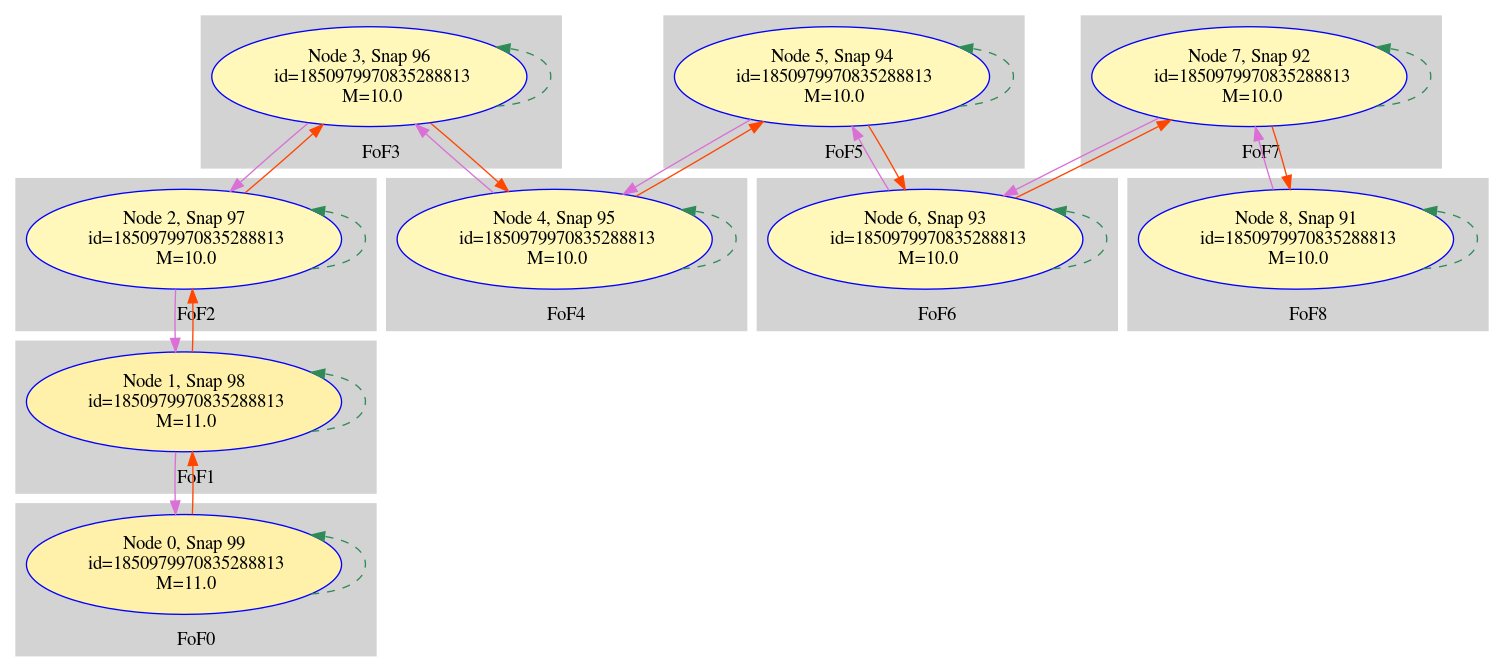 Node 3, Snap 96
id=1850979970835288813
M=10.0
FoF3
Node 5, Snap 94
id=1850979970835288813
M=10.0
FoF5
Node 7, Snap 92
id=1850979970835288813
M=10.0
FoF7
Node 2, Snap 97
id=1850979970835288813
M=10.0
FoF2
Node 4, Snap 95
id=1850979970835288813
M=10.0
FoF4
Node 6, Snap 93
id=1850979970835288813
M=10.0
FoF6
Node 8, Snap 91
id=1850979970835288813
M=10.0
FoF8
Node 1, Snap 98
id=1850979970835288813
M=11.0
FoF1
Node 0, Snap 99
id=1850979970835288813
M=11.0
FoF0